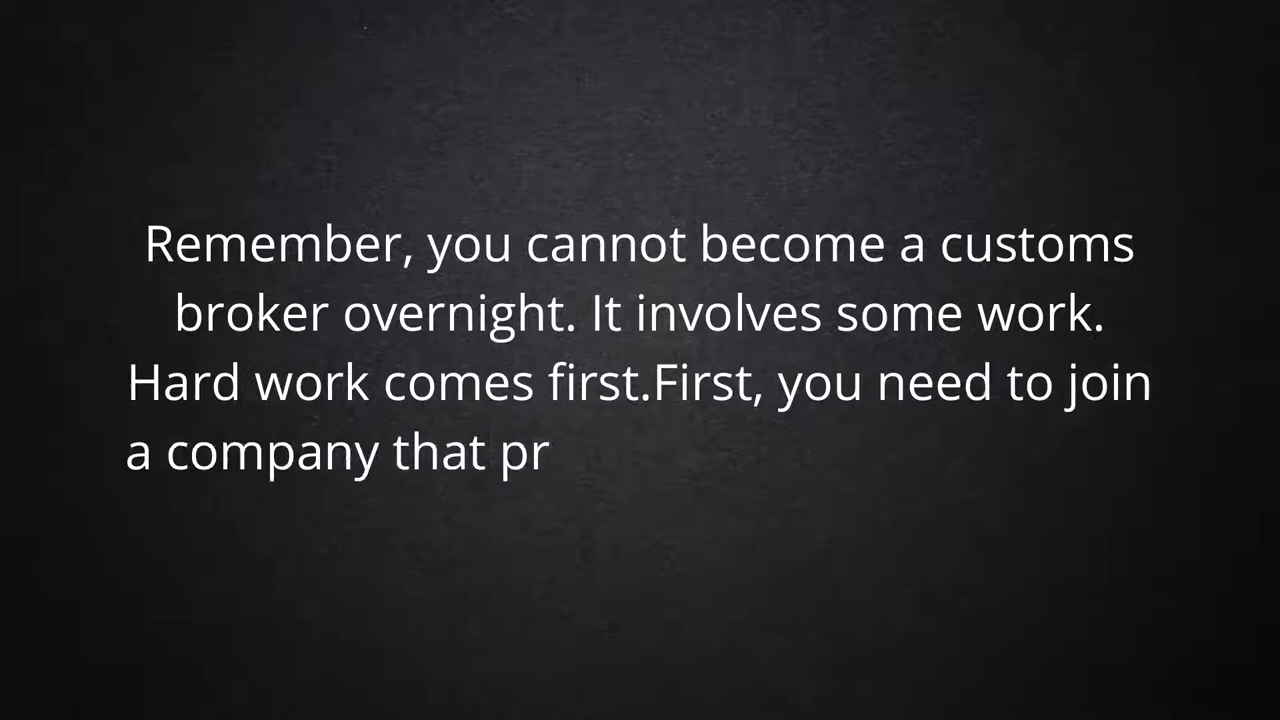 Remember, you cannot become a customs
broker overnight. It involves some work.
Hard work comes first.First, you need to join
a company that pr